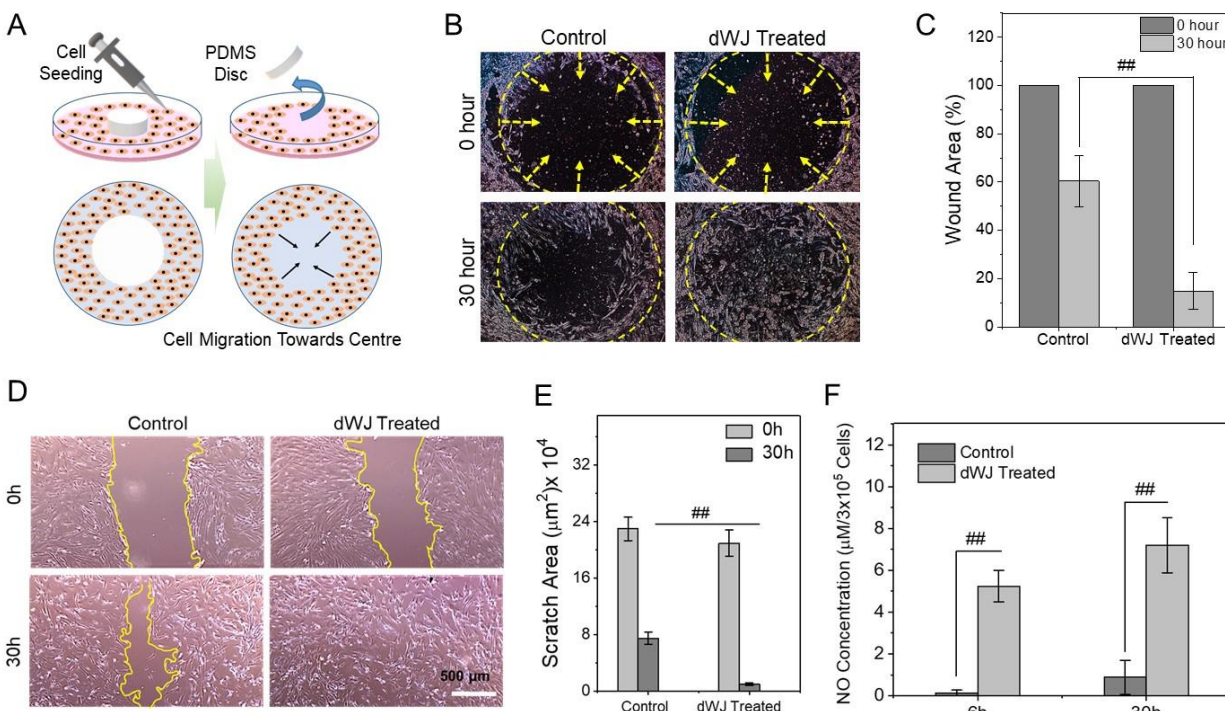 A
Cell
Seeding
PDMS
Disc
Cell Migration Towards Centre
B
Control
dWJ Treated
0 hour
30 hour
C
0 hour
30 hour
##
Wound Area (%)
120
100
80
60
40
20
0
Control
dWJ Treated
D
Control
dWJ Treated
0h
30h
500 µm
E
0h
30h
##
Scratch Area (µm²)x 10⁴
32
24
16
8
0
Control
dWJ Treated
F
Control
dWJ Treated
##
##
NO Concentration (µM/3x10⁵ Cells)
12
10
8
6
4
2
0
6h